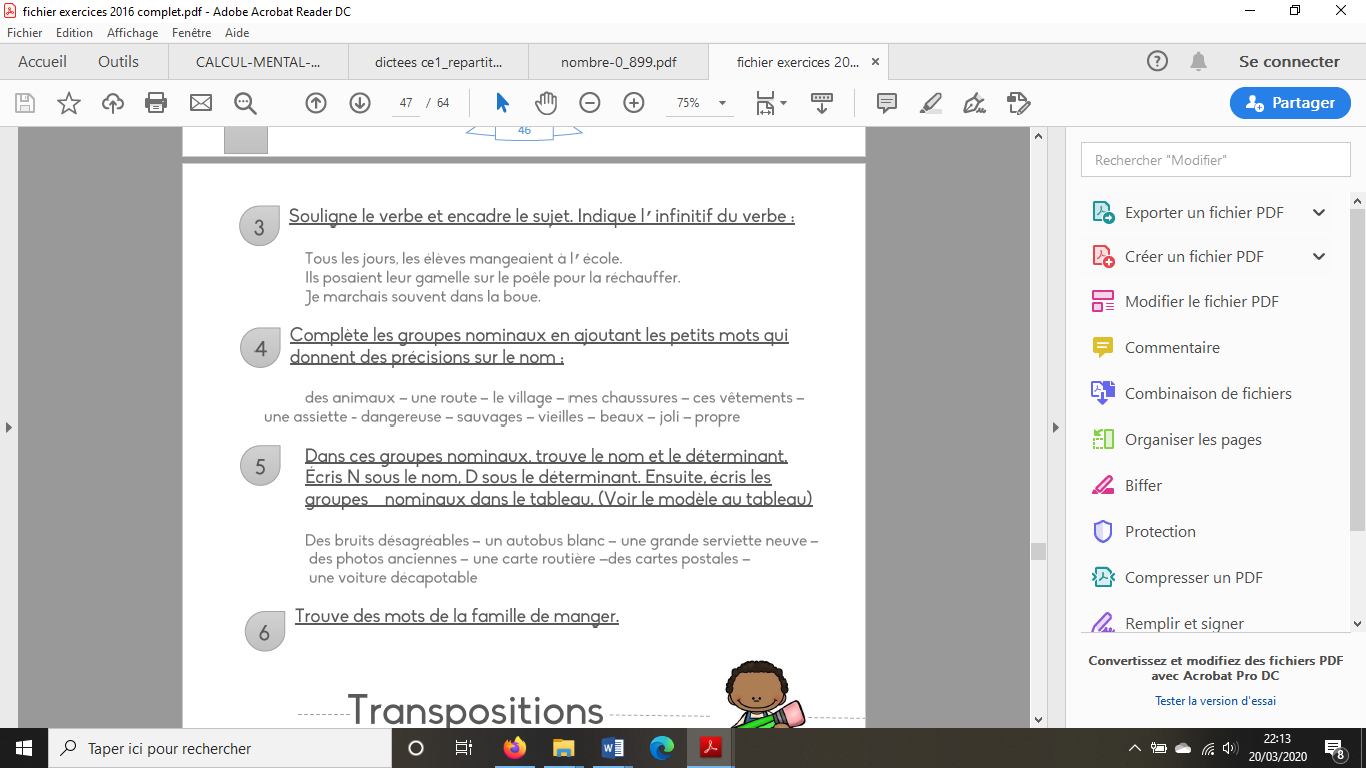 fichier exercices 2016 complet.pdf - Adobe Acrobat Reader DC
Fichier Edition Affichage Fenêtre Aide
Accueil Outils CALCUL-MENTAL-... dictees ce1_repartit... nombre-0_899.pdf fichier exercices 20... × Se connecter
47 / 64 75% Partager
46
Rechercher "Modifier"
3 Souligne le verbe et encadre le sujet. Indique l’infinitif du verbe :
Tous les jours, les élèves mangeaient à l’école.
Ils posaient leur gamelle sur le poêle pour la réchauffer.
Je marchais souvent dans la boue.
4 Complète les groupes nominaux en ajoutant les petits mots qui
donnent des précisions sur le nom :
des animaux – une route – le village – mes chaussures – ces vêtements –
une assiette - dangereuse – sauvages – vieilles – beaux – joli – propre
5 Dans ces groupes nominaux, trouve le nom et le déterminant.
Écris N sous le nom, D sous le déterminant. Ensuite, écris les
groupes nominaux dans le tableau. (Voir le modèle au tableau)
Des bruits désagréables – un autobus blanc – une grande serviette neuve –
des photos anciennes – une carte routière –des cartes postales –
une voiture décapotable
6 Trouve des mots de la famille de manger.
Transpositions
Exporter un fichier PDF
Créer un fichier PDF
Modifier le fichier PDF
Commentaire
Combinaison de fichiers
Organiser les pages
Biffer
Protection
Compresser un PDF
Remplir et signer
Convertissez et modifiez des fichiers PDF
avec Acrobat Pro DC
Tester la version d'essai
Taper ici pour rechercher
22:13
20/03/2020
8